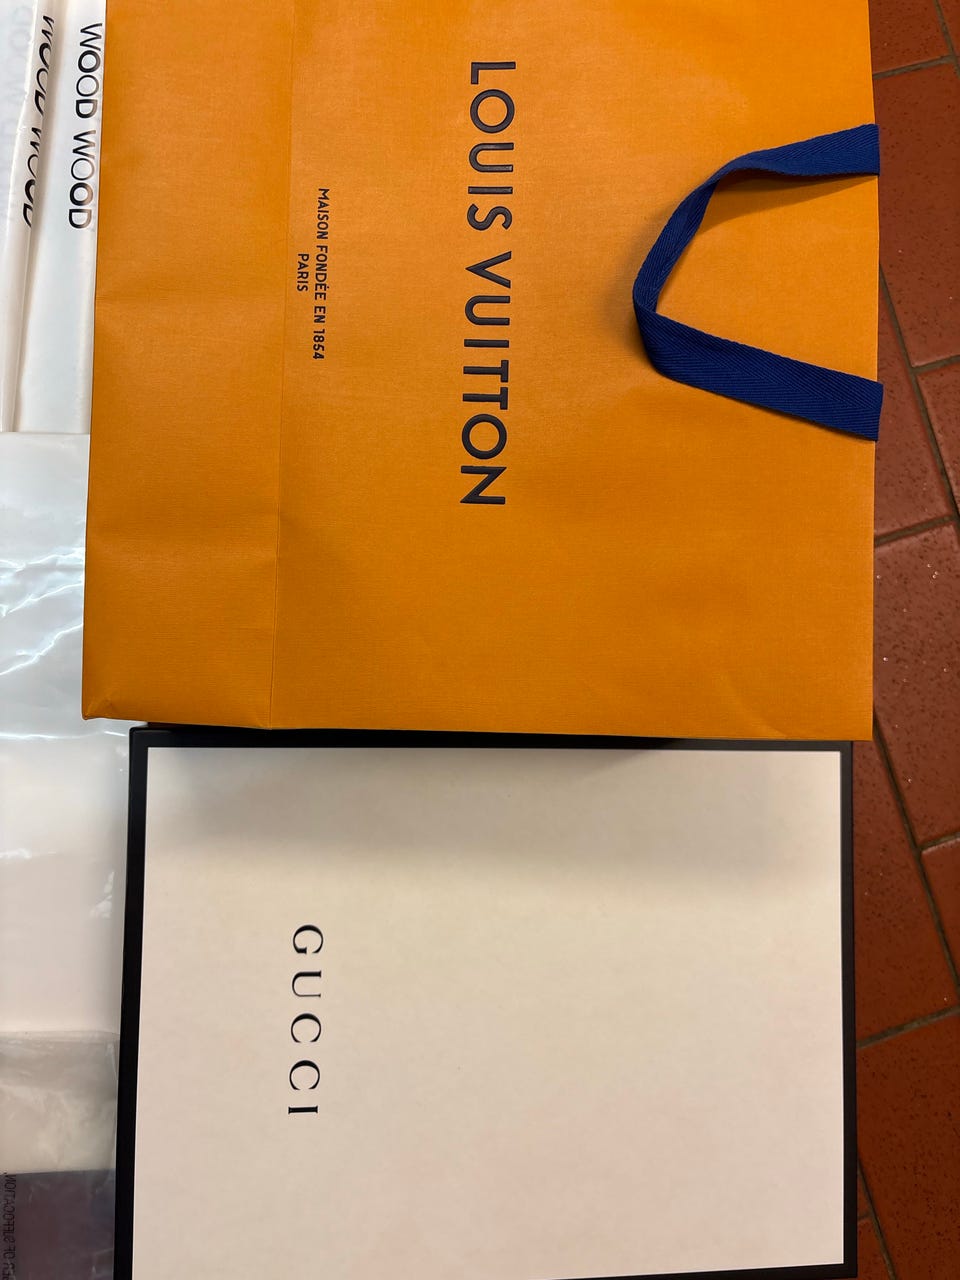 WOOD WOOD
WOOD WOOD
LOUIS VUITTON
MAISON FONDÉE EN 1854
PARIS
GUCCI